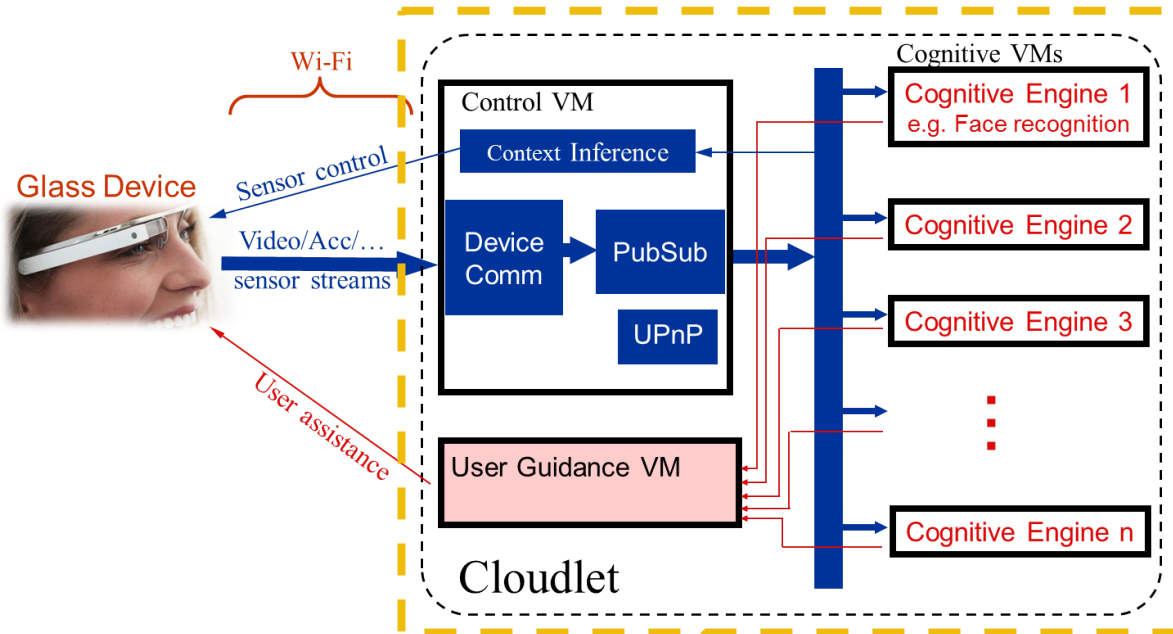 Wi-Fi
Glass Device
Sensor control
Video/Acc/…
sensor streams
User assistance
Control VM
Context Inference
Device
Comm
PubSub
UPnP
User Guidance VM
Cloudlet
Cognitive VMs
Cognitive Engine 1
e.g. Face recognition
Cognitive Engine 2
Cognitive Engine 3
Cognitive Engine n